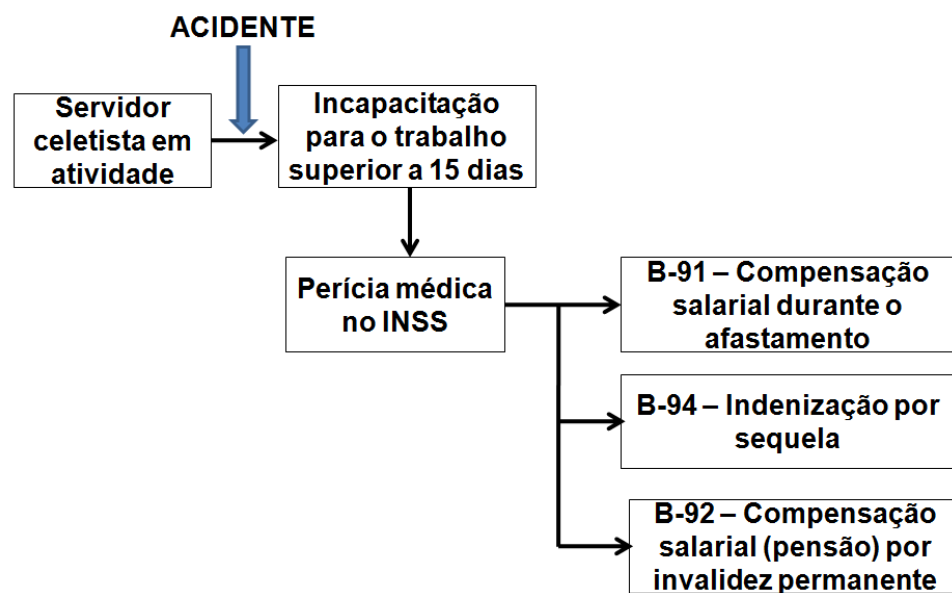 ACIDENTE
Servidor
celetista em
atividade
Incapacitação
para o trabalho
superior a 15 dias
Perícia médica
no INSS
B-91 – Compensação
salarial durante o
afastamento
B-94 – Indenização por
sequela
B-92 – Compensação
salarial (pensão) por
invalidez permanente